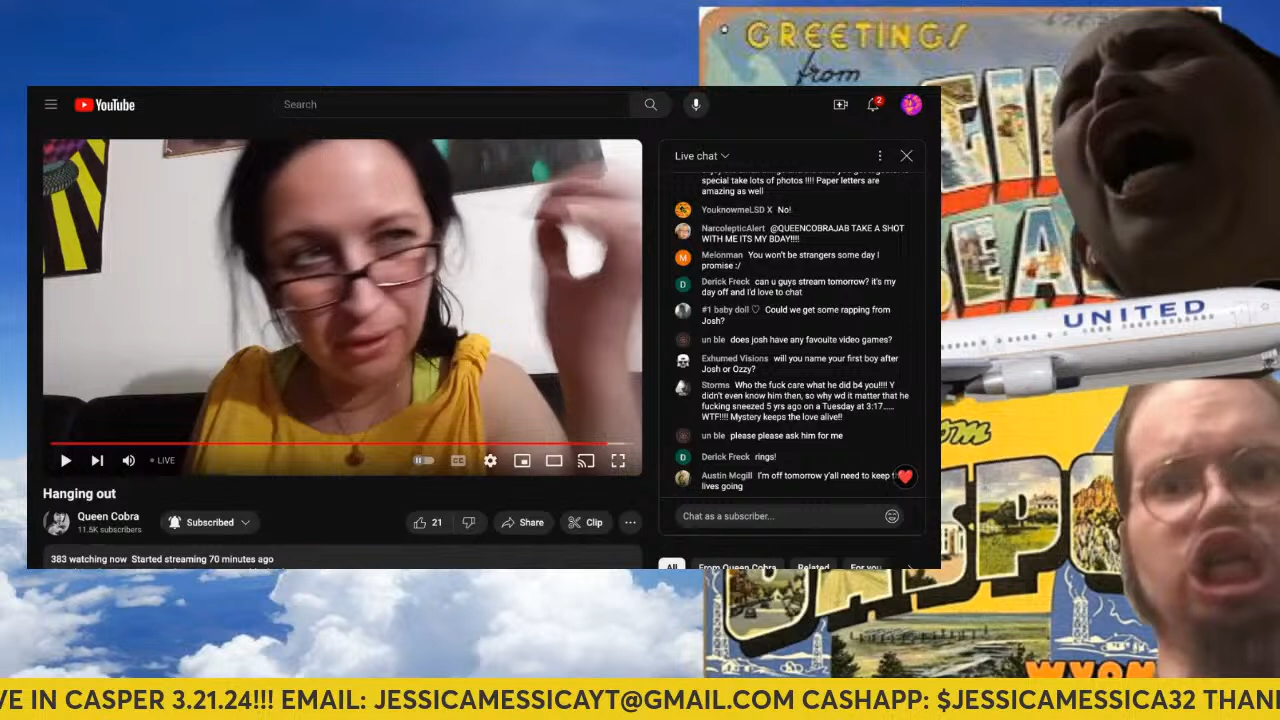 GREETINGS
from
YouTube
Search
2
Live chat
special take lots of photos !!!! Paper letters are
amazing as well
YouknowmeLSD X No!
NarcolepticAlert @QUEENCOBRAJAB TAKE A SHOT
WITH ME ITS MY BDAY!!!!
Melonman You won't be strangers some day I
promise :/
Derick Freck can u guys stream tomorrow? it's my
day off and I'd love to chat
#1 baby doll ♡ Could we get some rapping from
Josh?
un ble does josh have any favouite video games?
Exhumed Visions will you name your first boy after
Josh or Ozzy?
Storms Who the fuck care what he did b4 you!!!! Y
didn't even know him then, so why wd it matter that he
fucking sneezed 5 yrs ago on a Tuesday at 3:17.....
WTF!!!! Mystery keeps the love alive!!
un ble please please ask him for me
Derick Freck rings!
Austin Mcgill I'm off tomorrow y'all need to keep
lives going
Chat as a subscriber...
UNITED
LIVE
Hanging out
Queen Cobra
11.5K subscribers
Subscribed
21
Share
Clip
383 watching now Started streaming 70 minutes ago
All From Queen Cobra Related For you
VE IN CASPER 3.21.24!!! EMAIL: JESSICAMESSICAYT@GMAIL.COM CASHAPP: $JESSICAMESSICA32 THAN